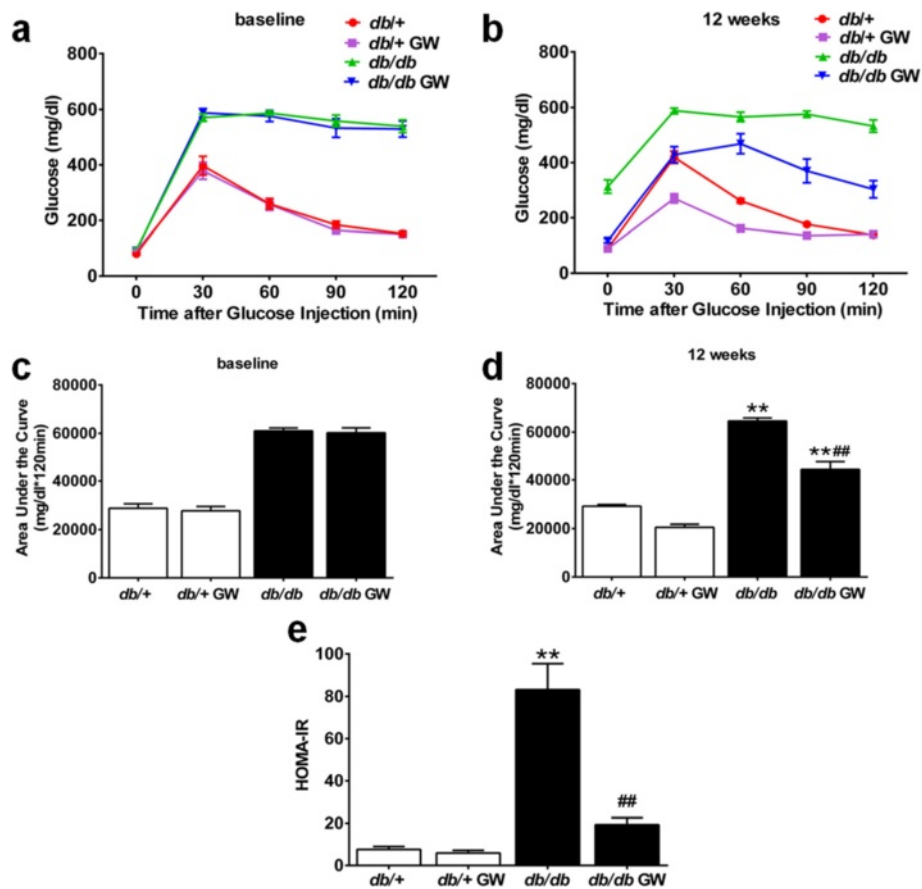 a
baseline
db/+
db/+ GW
db/db
db/db GW
800
600
400
200
0
Glucose (mg/dl)
0 30 60 90 120
Time after Glucose Injection (min)
b
12 weeks
db/+
db/+ GW
db/db
db/db GW
800
600
400
200
0
Glucose (mg/dl)
0 30 60 90 120
Time after Glucose Injection (min)
c
baseline
80000
60000
40000
20000
0
Area Under the Curve
(mg/dl*120min)
db/+ db/+ GW db/db db/db GW
d
12 weeks
80000
60000
40000
20000
0
Area Under the Curve
(mg/dl*120min)
**
**##
db/+ db/+ GW db/db db/db GW
e
100
80
60
40
20
0
HOMA-IR
**
##
db/+ db/+ GW db/db db/db GW